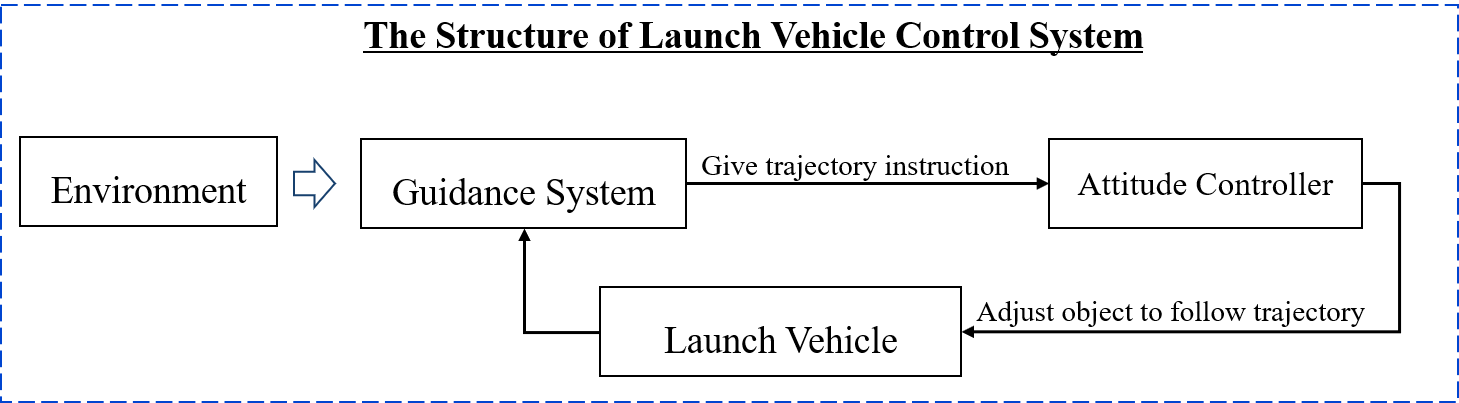 The Structure of Launch Vehicle Control System
Environment
Guidance System
Give trajectory instruction
Attitude Controller
Launch Vehicle
Adjust object to follow trajectory